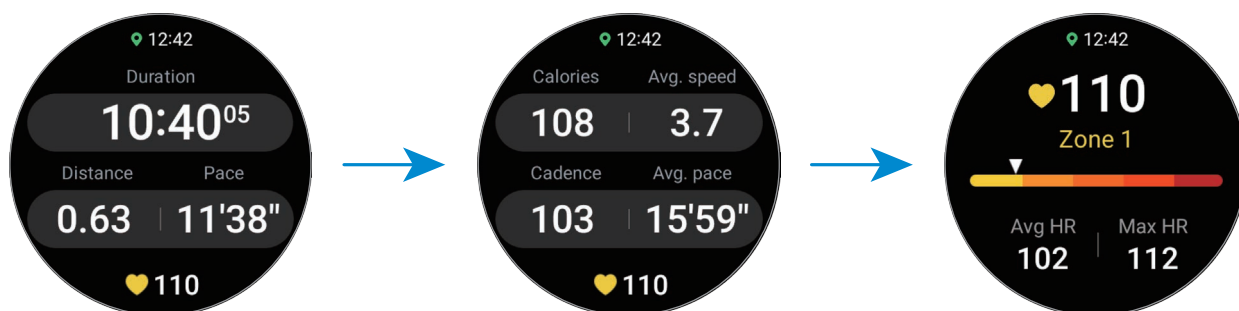 12:42
Duration
10:40 05
Distance Pace
0.63 11'38"
110
12:42
Calories Avg. speed
108 3.7
Cadence Avg. pace
103 15'59"
110
12:42
110
Zone 1
Avg HR Max HR
102 112